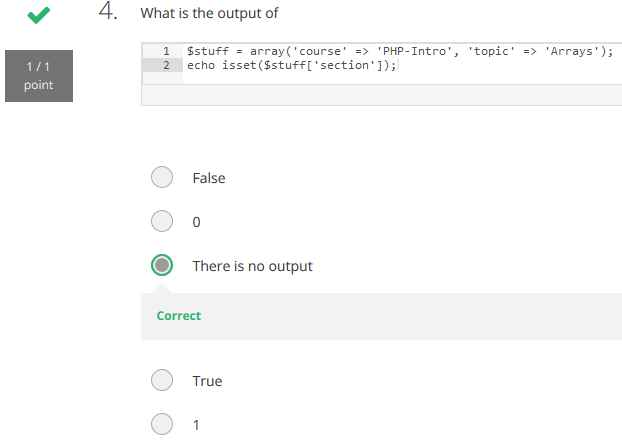 4. What is the output of
1 / 1
point
1 $stuff = array('course' => 'PHP-Intro', 'topic' => 'Arrays');
2 echo isset($stuff['section']);
False
0
There is no output
Correct
True
1